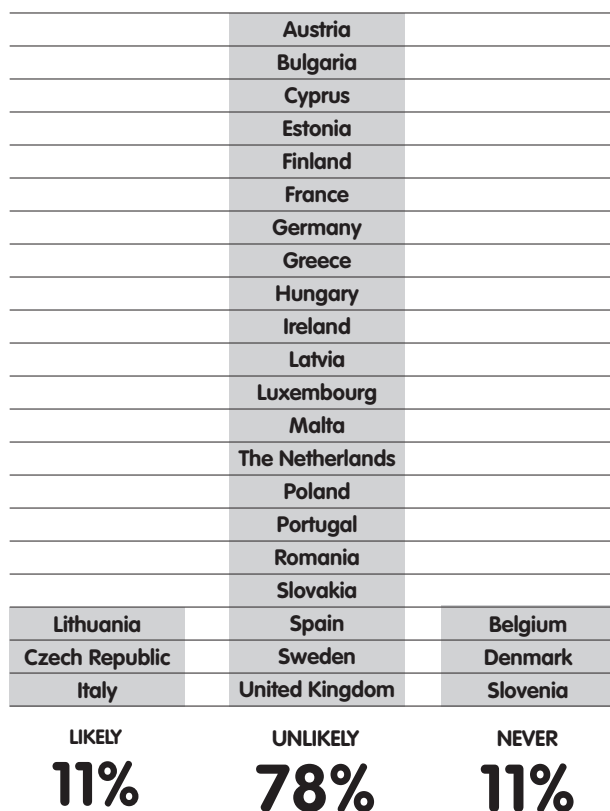 Austria
Bulgaria
Cyprus
Estonia
Finland
France
Germany
Greece
Hungary
Ireland
Latvia
Luxembourg
Malta
The Netherlands
Poland
Portugal
Romania
Slovakia
Lithuania Spain Belgium
Czech Republic Sweden Denmark
Italy United Kingdom Slovenia
LIKELY UNLIKELY NEVER
11% 78% 11%